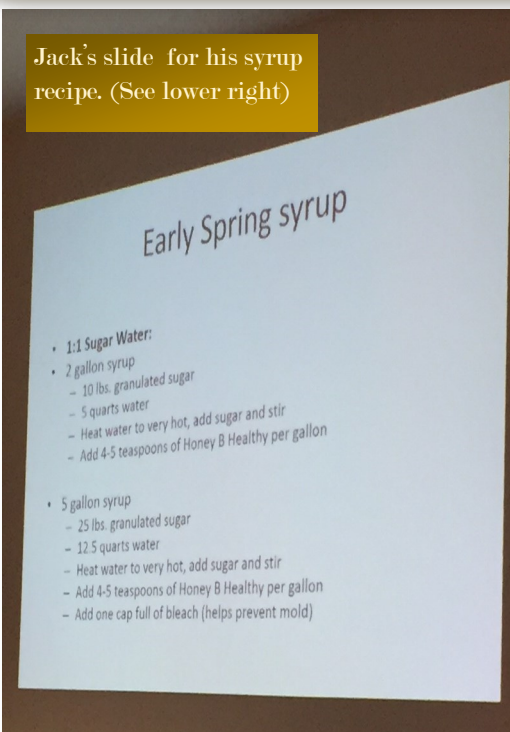 Jack's slide  for his syrup
recipe. (See lower right)
Early Spring syrup
• 1:1 Sugar Water:
• 2 gallon syrup
– 10 lbs. granulated sugar
– 5 quarts water
– Heat water to very hot, add sugar and stir
– Add 4-5 teaspoons of Honey B Healthy per gallon
• 5 gallon syrup
– 25 lbs. granulated sugar
– 12.5 quarts water
– Heat water to very hot, add sugar and stir
– Add 4-5 teaspoons of Honey B Healthy per gallon
– Add one cap full of bleach (helps prevent mold)